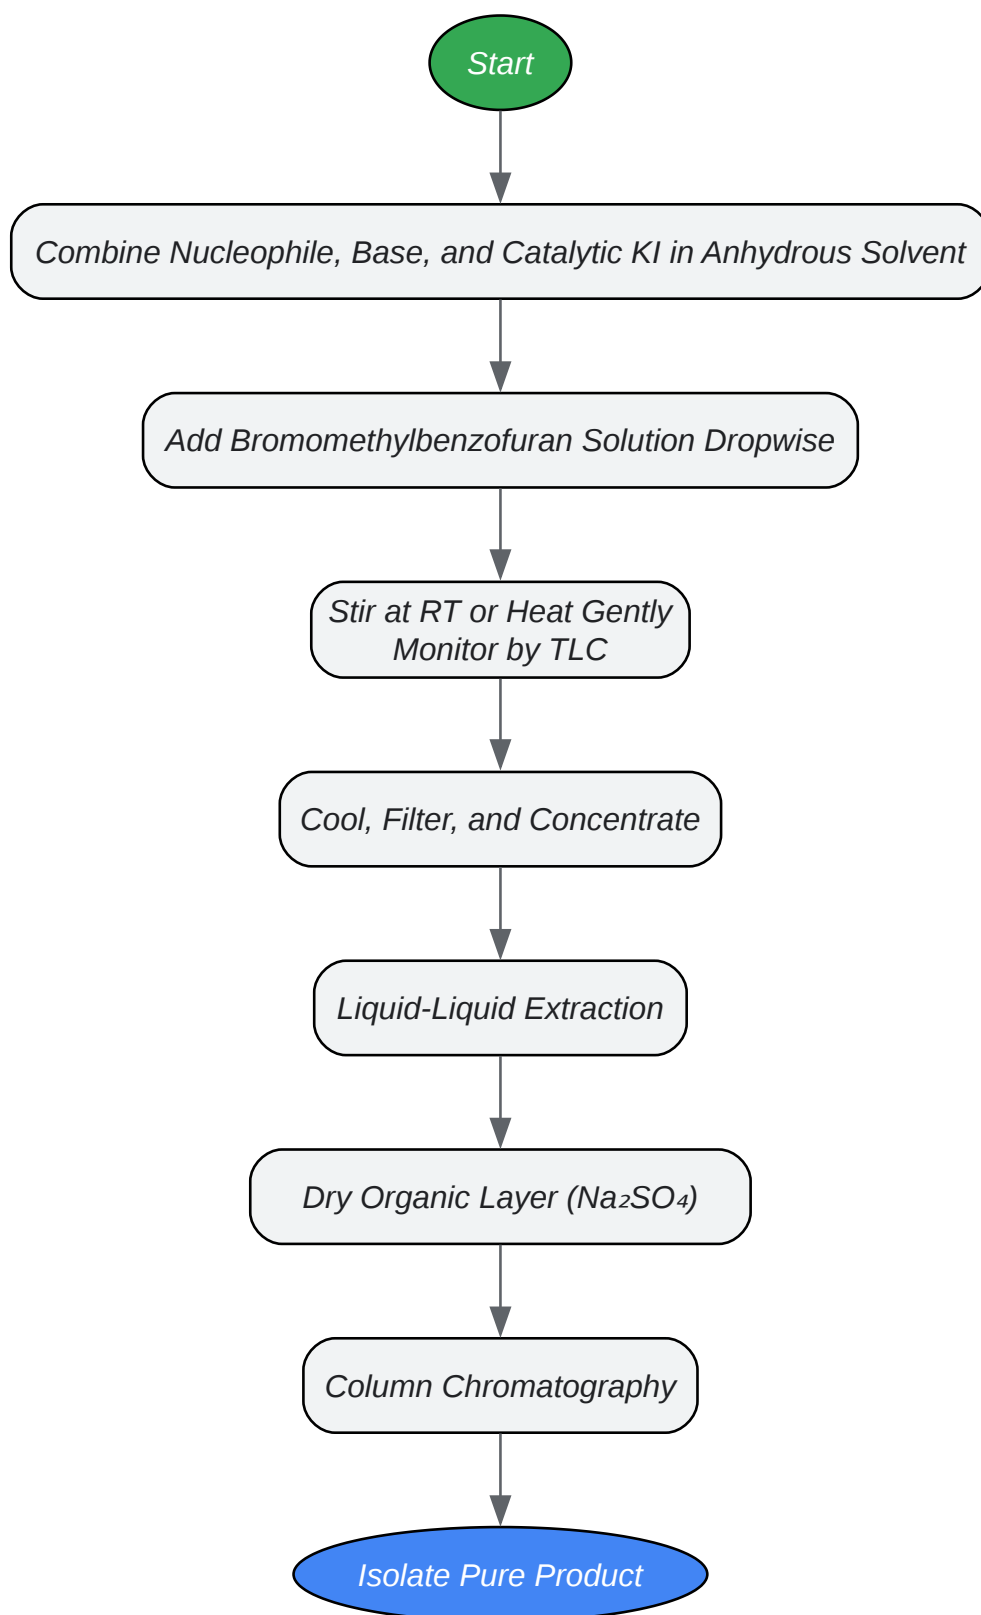 Start
Combine Nucleophile, Base, and Catalytic KI in Anhydrous Solvent
Add Bromomethylbenzofuran Solution Dropwise
Stir at RT or Heat Gently
Monitor by TLC
Cool, Filter, and Concentrate
Liquid-Liquid Extraction
Dry Organic Layer (Na₂SO₄)
Column Chromatography
Isolate Pure Product